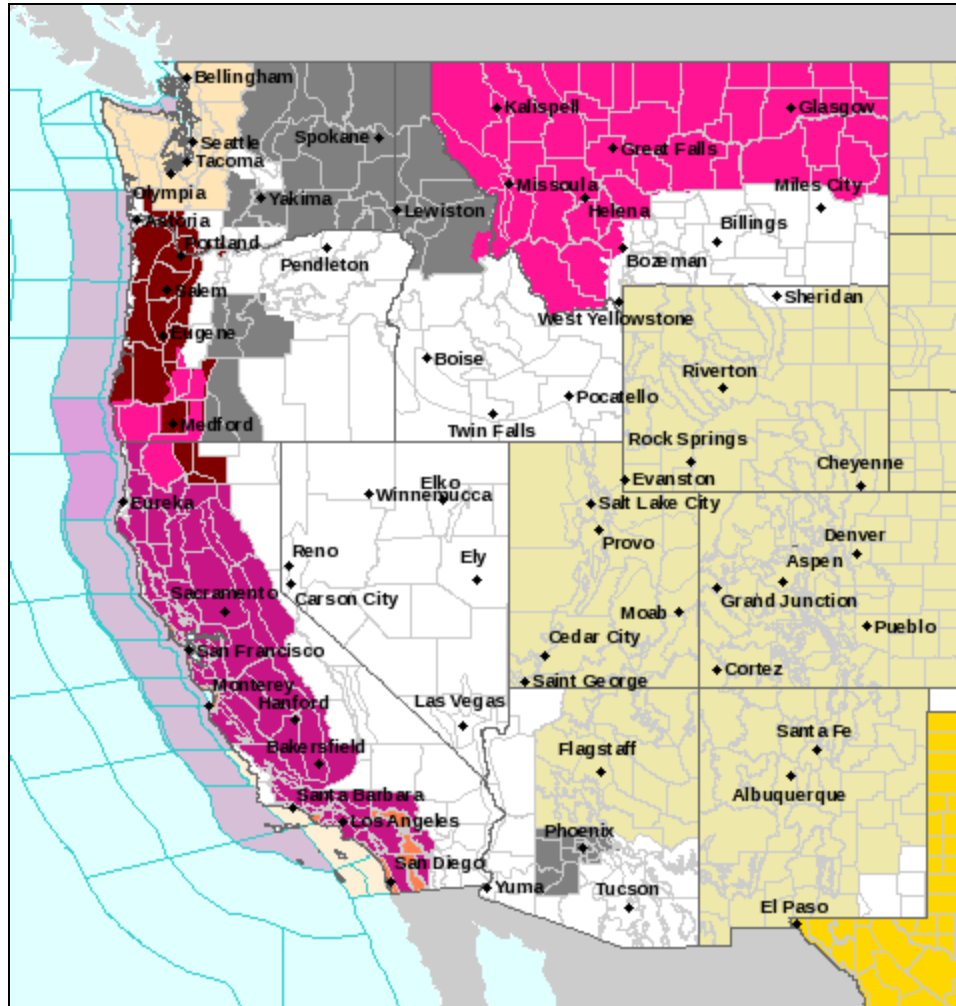 Bellingham
Kalispell
Glasgow
Seattle
Spokane
Great Falls
Tacoma
Missoula
Miles City
Olympia
Yakima
Lewiston
Helena
Astoria
Billings
Portland
Pendleton
Bozeman
Salem
Sheridan
West Yellowstone
Eugene
Boise
Riverton
Pocatello
Medford
Twin Falls
Rock Springs
Cheyenne
Elko
Evanston
Winnemucca
Eureka
Salt Lake City
Denver
Provo
Reno
Ely
Aspen
Sacramento
Carson City
Grand Junction
Moab
Pueblo
Cedar City
San Francisco
Cortez
Saint George
Monterey
Hanford
Las Vegas
Santa Fe
Bakersfield
Flagstaff
Santa Barbara
Albuquerque
Los Angeles
Phoenix
San Diego
Yuma
Tucson
El Paso